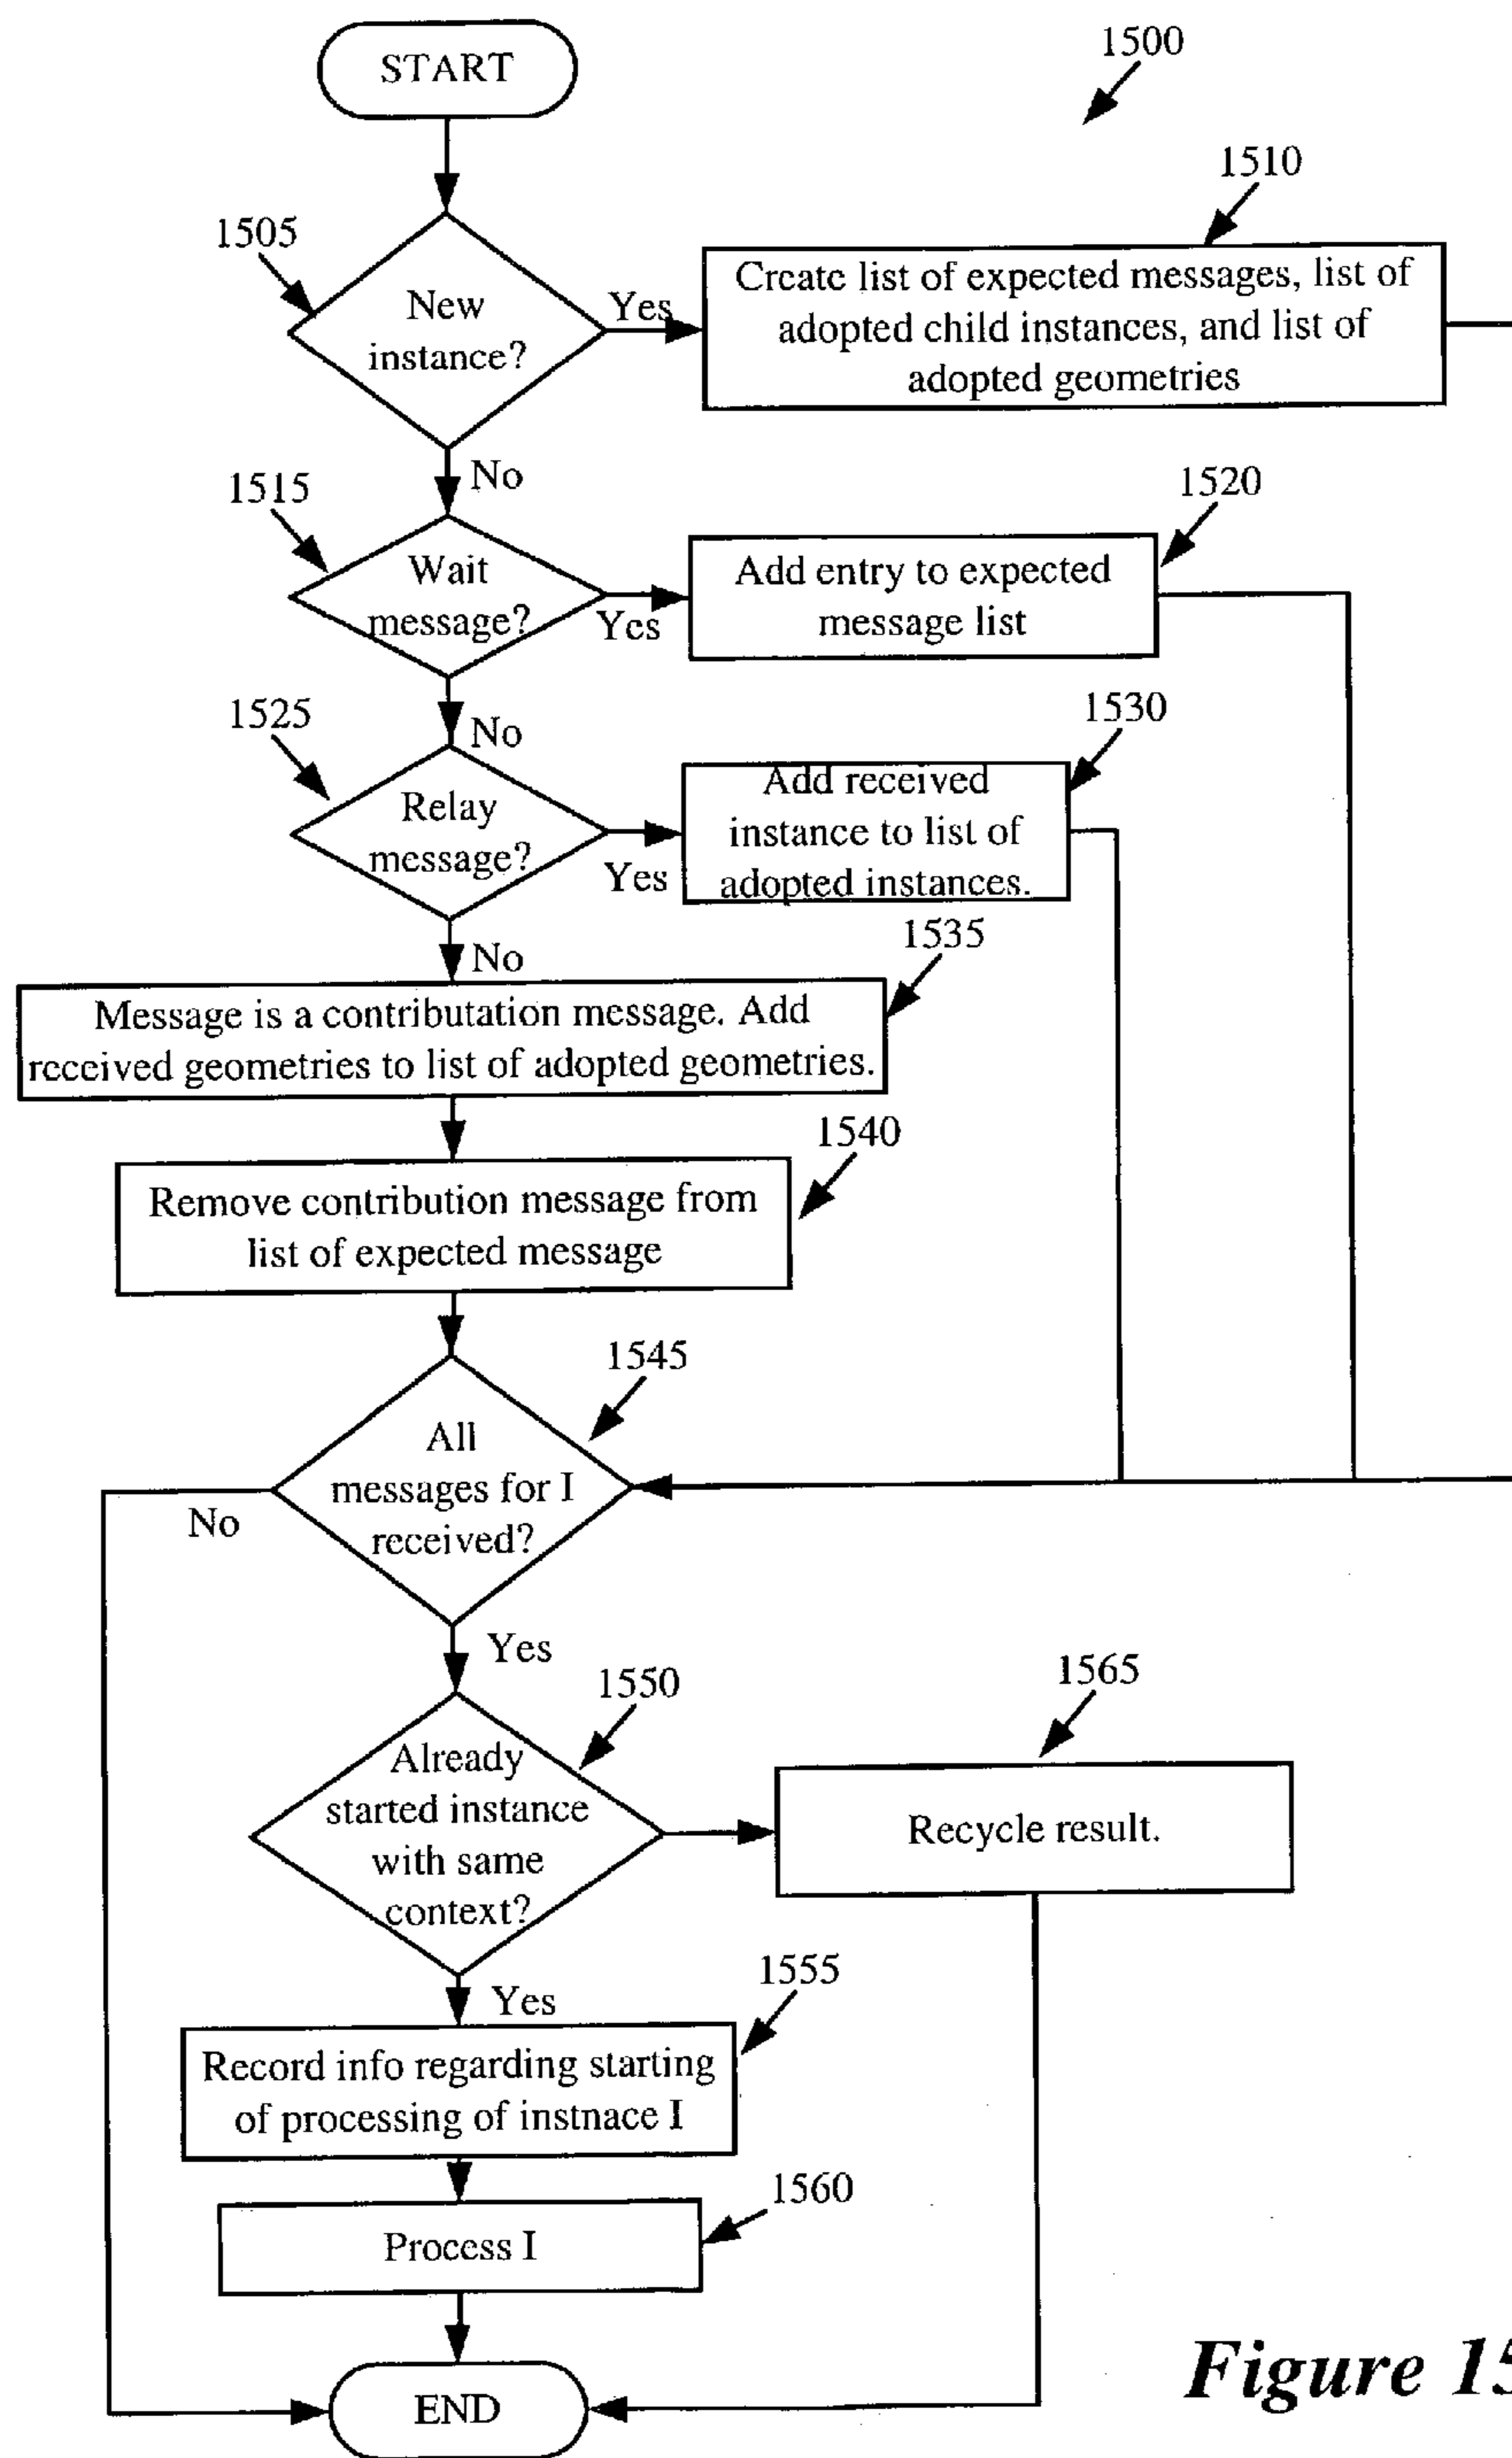 START
1500
1510
1505
New
instance?
Yes
Create list of expected messages, list of
adopted child instances, and list of
adopted geometries
No
1515
1520
Wait
message?
Yes
Add entry to expected
message list
1525
No
1530
Relay
message?
Yes
Add received
instance to list of
adopted instances.
No
1535
Message is a contributation message. Add
received geometries to list of adopted geometries.
1540
Remove contribution message from
list of expected message
1545
All
messages for I
received?
No
Yes
1550
1565
Already
started instance
with same
context?
Recycle result.
Yes
1555
Record info regarding starting
of processing of instnace I
1560
Process I
END
Figure 15